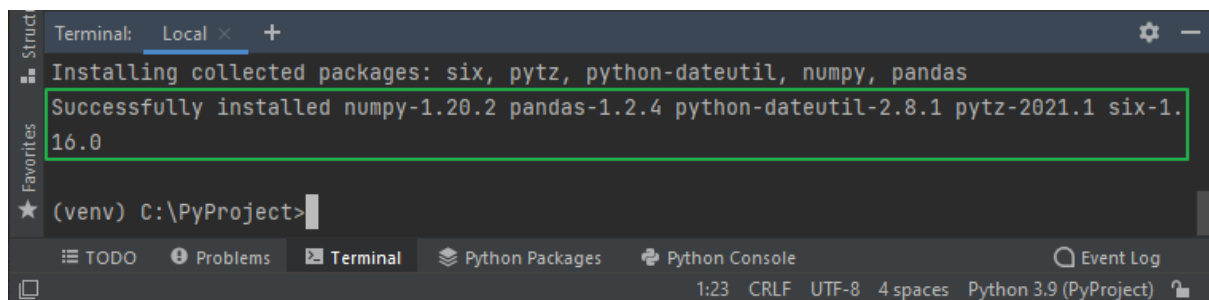 Terminal: Local × +
Installing collected packages: six, pytz, python-dateutil, numpy, pandas
Successfully installed numpy-1.20.2 pandas-1.2.4 python-dateutil-2.8.1 pytz-2021.1 six-1.
16.0
(venv) C:\PyProject>
Struct
Favorites
TODO Problems Terminal Python Packages Python Console Event Log
1:23 CRLF UTF-8 4 spaces Python 3.9 (PyProject)